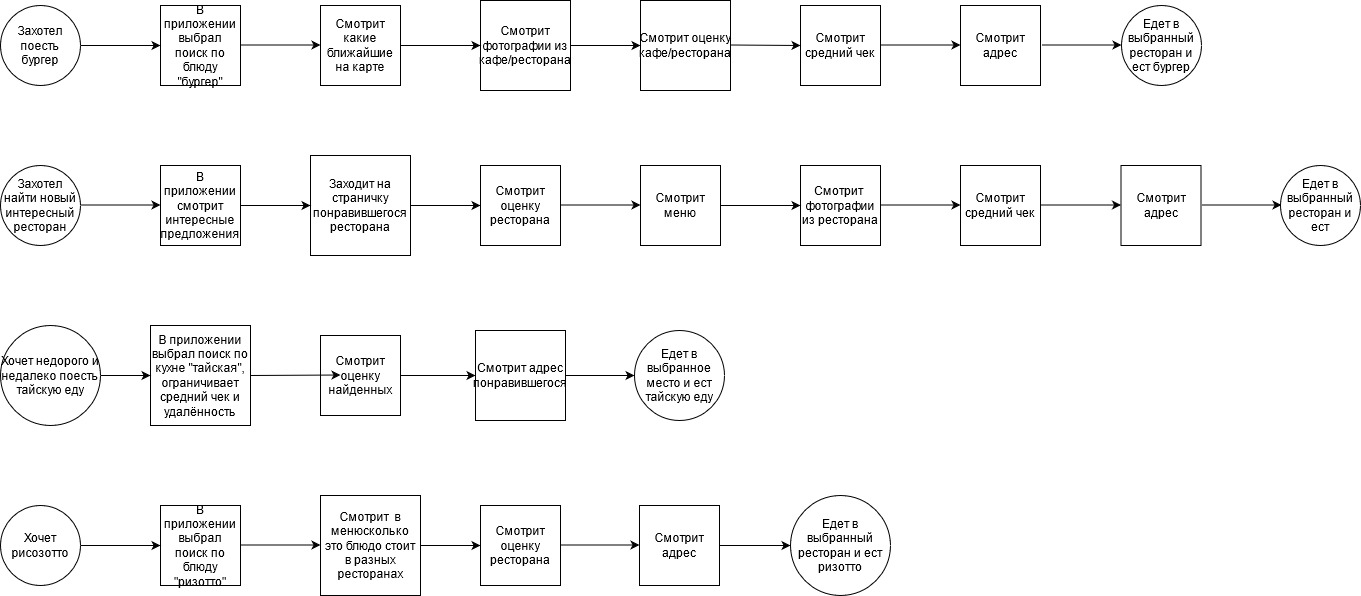 Захотел
поесть
бургер
В
приложении
выбрал
поиск по
блюду
"бургер"
Смотрит
какие
ближайшие
на карте
Смотрит
фотографии из
кафе/ресторана
Смотрит оценку
кафе/ресторана
Смотрит
средний чек
Смотрит
адрес
Едет в
выбранный
ресторан и
ест бургер
Захотел
найти новый
интересный
ресторан
В
приложении
смотрит
интересные
предложения
Заходит на
страничку
понравившегося
ресторана
Смотрит
оценку
ресторана
Смотрит
меню
Смотрит
фотографии
из ресторана
Смотрит
средний чек
Смотрит
адрес
Едет в
выбранный
ресторан и
ест
Хочет недорого и
недалеко поесть
тайскую еду
В приложении
выбрал поиск по
кухне "тайская",
ограничивает
средний чек и
удалённость
Смотрит
оценку
найденных
Смотрит адрес
понравившегося
Едет в
выбранное
место и ест
тайскую еду
Хочет
рисозотто
В
приложении
выбрал
поиск по
блюду
"ризотто"
Смотрит в
менюсколько
это блюдо стоит
в разных
ресторанах
Смотрит
оценку
ресторана
Смотрит
адрес
Едет в
выбранный
ресторан и ест
ризотто